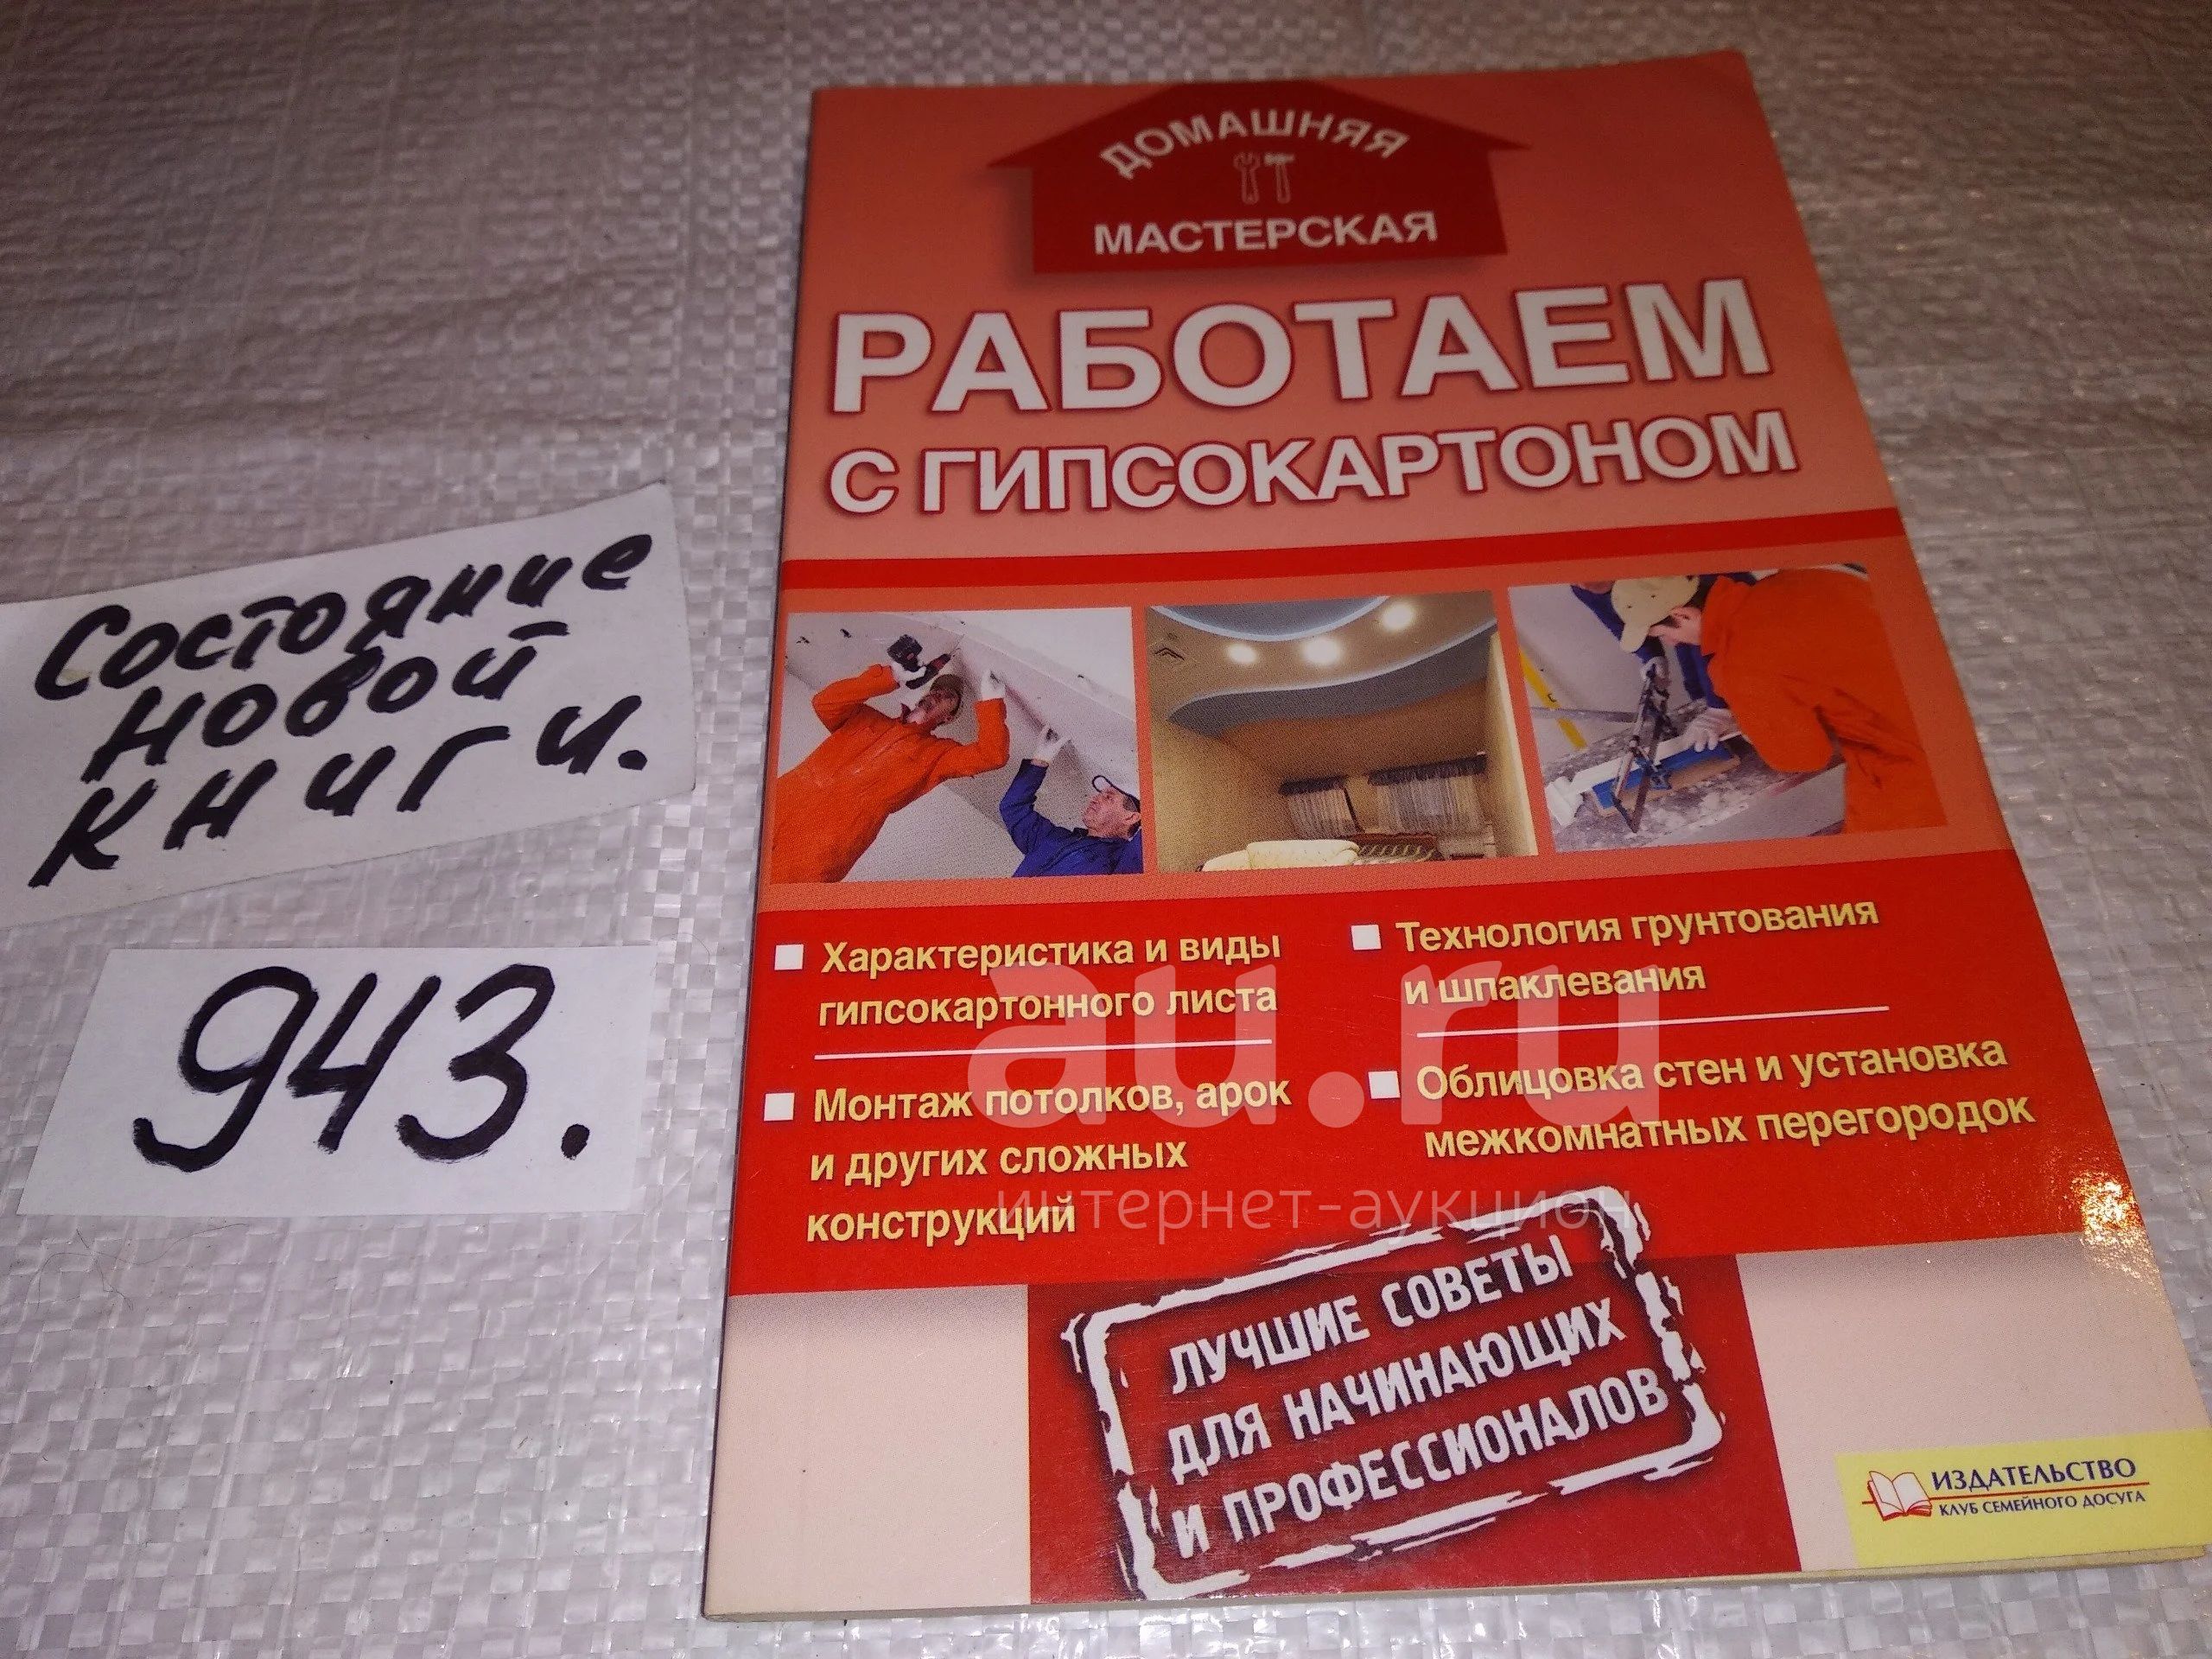 ДОМАШНЯЯ
МАСТЕРСКАЯ
РАБОТАЕМ
С ГИПСОКАРТОНОМ
Состояние
новой
книги.
943.
Характеристика и виды
гипсокартонного листа
Монтаж потолков, арок
и других сложных
конструкций
Технология грунтования
и шпаклевания
Облицовка стен и установка
межкомнатных перегородок
au.ru
интернет-аукцион
ЛУЧШИЕ СОВЕТЫ
ДЛЯ НАЧИНАЮЩИХ
И ПРОФЕССИОНАЛОВ
ИЗДАТЕЛЬСТВО
КЛУБ СЕМЕЙНОГО ДОСУГА